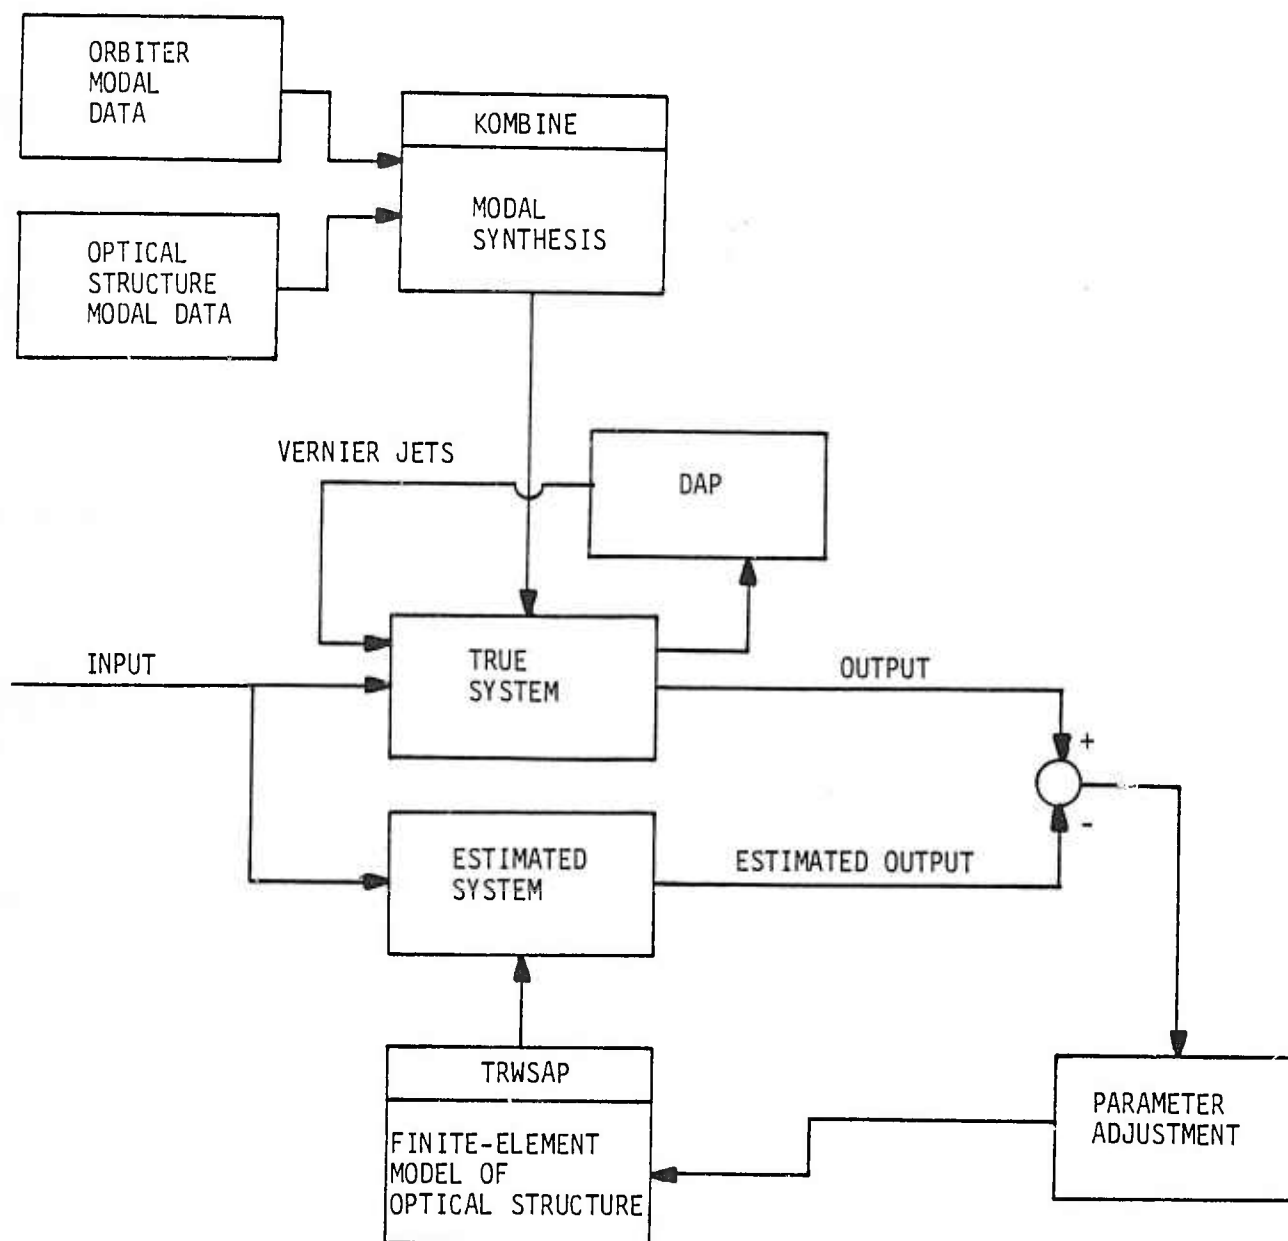 ORBITER
MODAL
DATA
KOMBINE
MODAL
SYNTHESIS
OPTICAL
STRUCTURE
MODAL DATA
VERNIER JETS
DAP
INPUT
TRUE
SYSTEM
OUTPUT
+
-
ESTIMATED
SYSTEM
ESTIMATED OUTPUT
TRWSAP
FINITE-ELEMENT
MODEL OF
OPTICAL STRUCTURE
PARAMETER
ADJUSTMENT